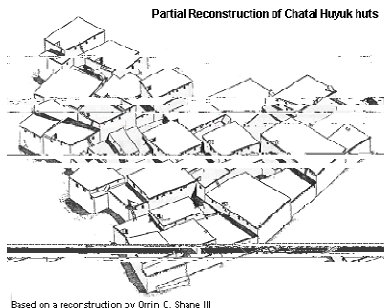 Partial Reconstruction of Chatal Huyuk huts
Based on a reconstruction by Orrin C. Shane III